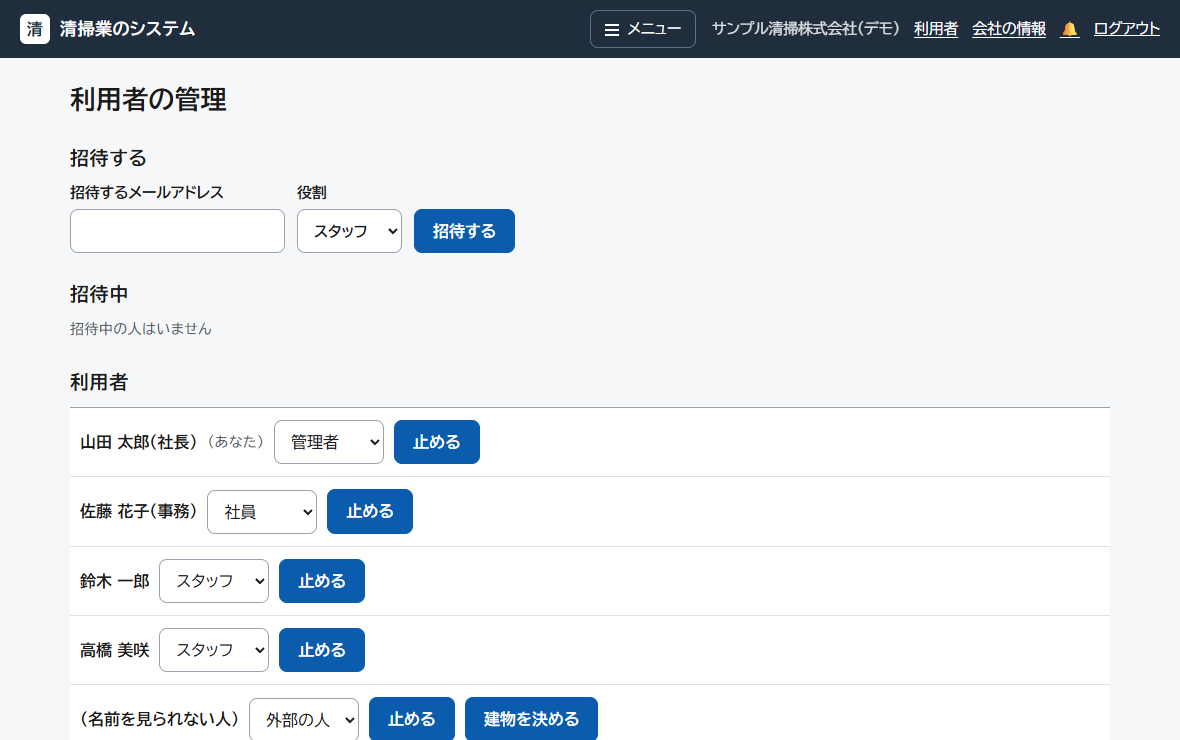 清 清掃業のシステム メニュー サンプル清掃株式会社(デモ) 利用者 会社の情報 ログアウト
利用者の管理
招待する
招待するメールアドレス 役割
スタッフ 招待する
招待中
招待中の人はいません
利用者
山田 太郎(社長) (あなた) 管理者 止める
佐藤 花子(事務) 社員 止める
鈴木 一郎 スタッフ 止める
高橋 美咲 スタッフ 止める
(名前を見られない人) 外部の人 止める 建物を決める